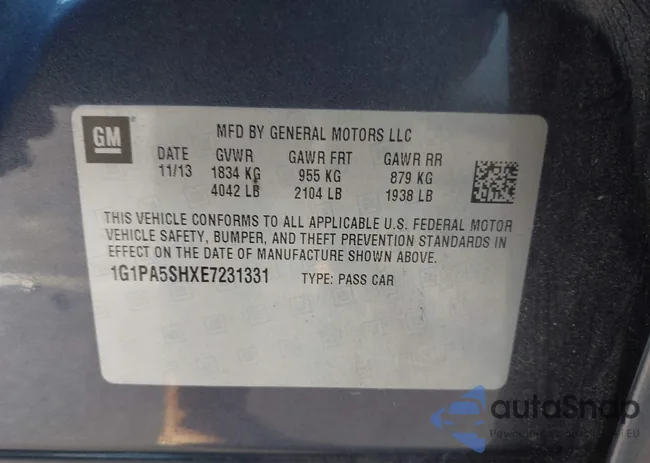 GM
MFD BY GENERAL MOTORS LLC
DATE GVWR GAWR FRT GAWR RR
11/13 1834 KG 955 KG 879 KG
4042 LB 2104 LB 1938 LB
THIS VEHICLE CONFORMS TO ALL APPLICABLE U.S. FEDERAL MOTOR
VEHICLE SAFETY, BUMPER, AND THEFT PREVENTION STANDARDS IN
EFFECT ON THE DATE OF MANUFACTURE SHOWN ABOVE.
1G1PA5SHXE7231331 TYPE: PASS CAR
autoSnap